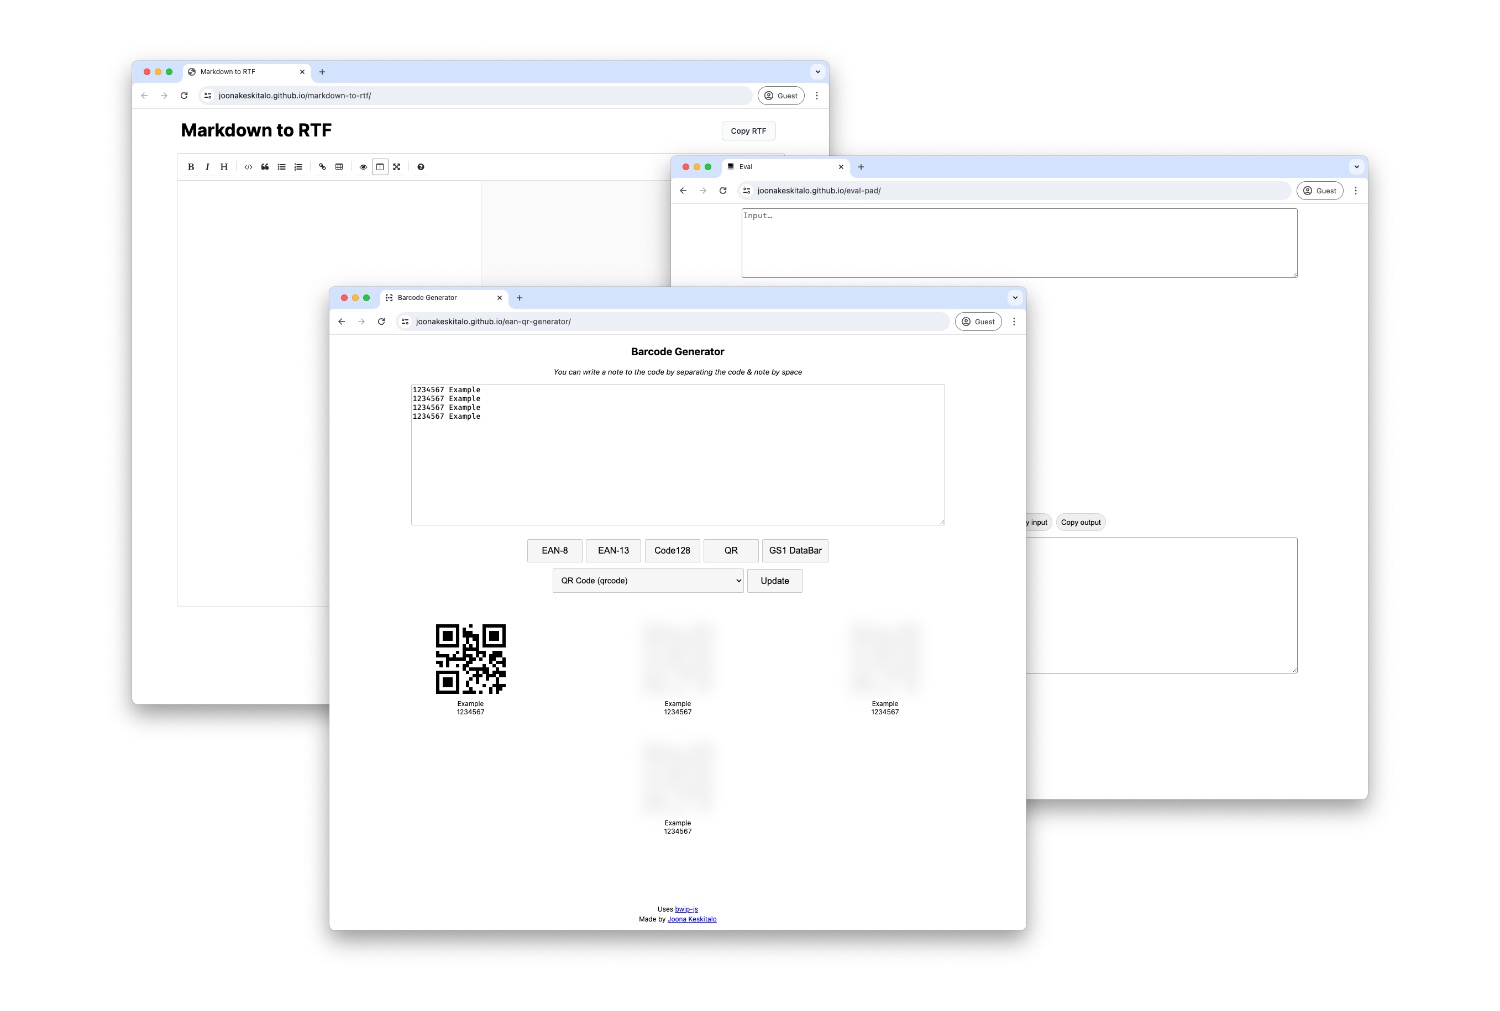 Markdown to RTF
joonakeskitalo.github.io/markdown-to-rtf/
Guest
Markdown to RTF
Copy RTF
B I H
Eval
joonakeskitalo.github.io/eval-pad/
Guest
Input…
y input
Copy output
Barcode Generator
joonakeskitalo.github.io/ean-qr-generator/
Guest
Barcode Generator
You can write a note to the code by separating the code & note by space
1234567 Example
1234567 Example
1234567 Example
1234567 Example
EAN-8 EAN-13 Code128 QR GS1 DataBar
QR Code (qrcode) Update
Example
1234567
Example
1234567
Example
1234567
Example
1234567
Uses bwip-js
Made by Joona Keskitalo